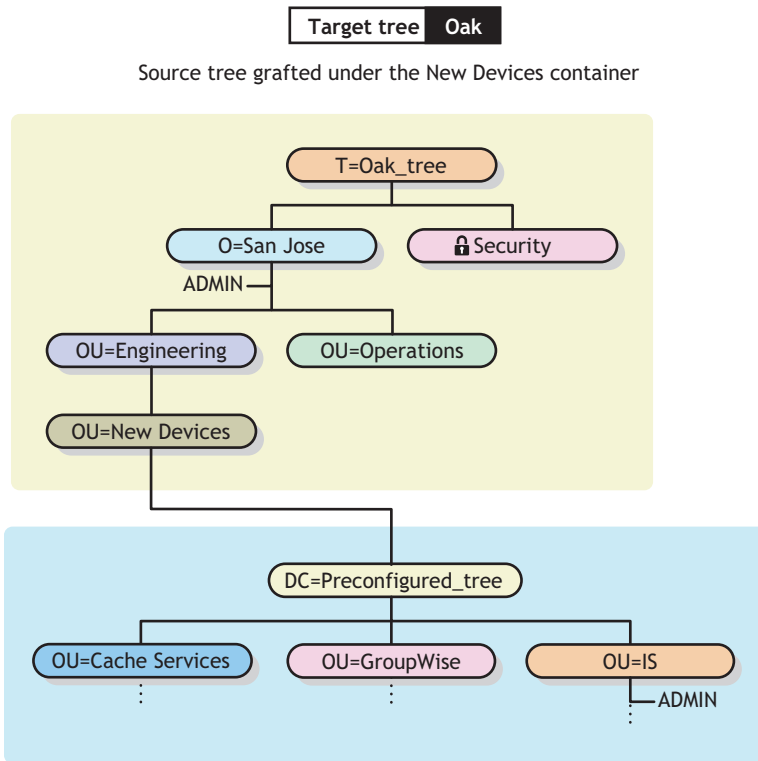 Target tree Oak
Source tree grafted under the New Devices container
T=Oak_tree
O=San Jose
Security
ADMIN
OU=Engineering
OU=Operations
OU=New Devices
DC=Preconfigured_tree
OU=Cache Services
OU=GroupWise
OU=IS
ADMIN